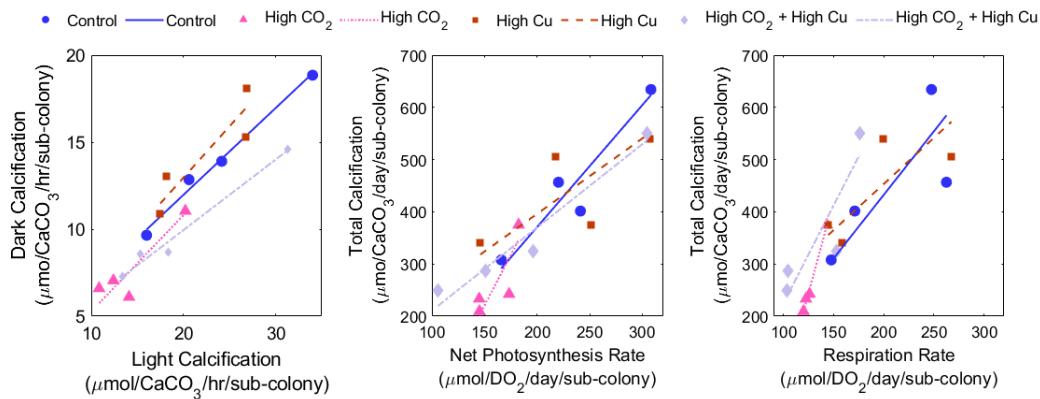 Control Control High CO2 High CO2 High Cu High Cu High CO2 + High Cu High CO2 + High Cu
Dark Calcification
(μmo/CaCO3/hr/sub-colony)
20
15
10
5
10 20 30
Light Calcification
(μmol/CaCO3/hr/sub-colony)
Total Calcification
(μmo/CaCO3/day/sub-colony)
700
600
500
400
300
200
100 150 200 250 300
Net Photosynthesis Rate
(μmol/DO2/day/sub-colony)
Total Calcification
(μmo/CaCO3/day/sub-colony)
700
600
500
400
300
200
100 150 200 250 300
Respiration Rate
(μmol/DO2/day/sub-colony)